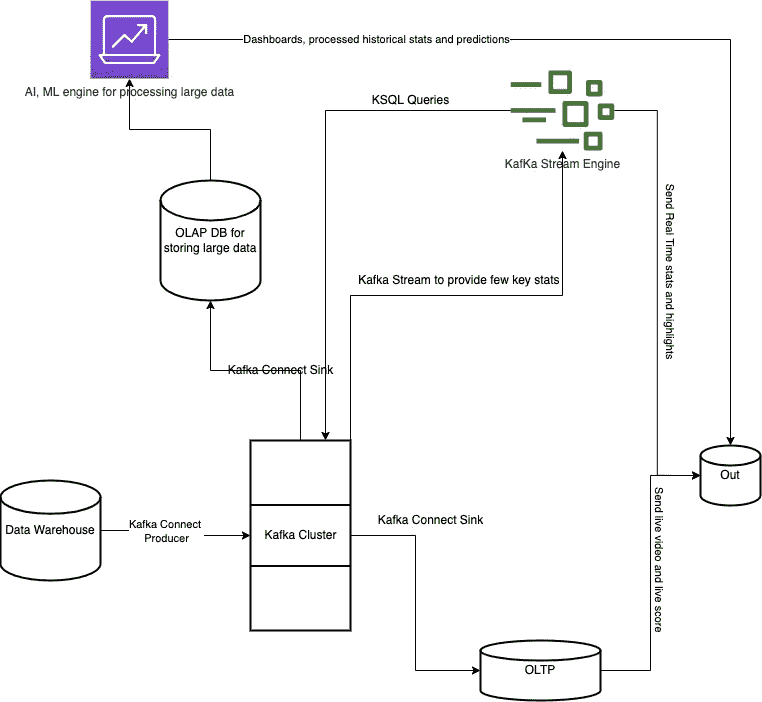 Dashboards, processed historical stats and predictions
AI, ML engine for processing large data
KSQL Queries
KafKa Stream Engine
Send Real Time stats and highlights
OLAP DB for
storing large data
Kafka Stream to provide few key stats
Kafka Connect Sink
Out
Data Warehouse
Kafka Connect
Producer
Kafka Cluster
Kafka Connect Sink
Send live video and live score
OLTP